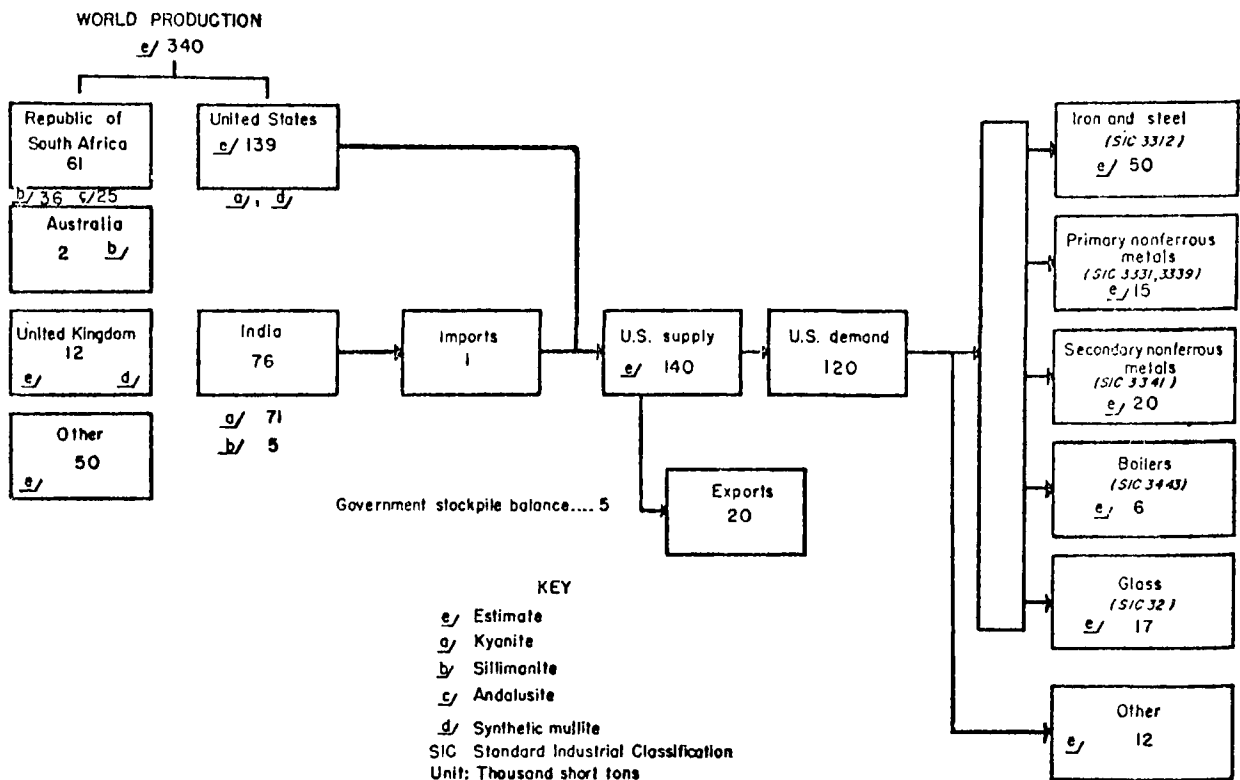 WORLD PRODUCTION
e/ 340
Republic of
South Africa
61
b/36 c/25
United States
e/ 139
a/, d/
Australia
2 b/
United Kingdom
12
e/ d/
India
76
a/ 71
b/ 5
Other
50
e/
Imports
1
U.S. supply
e/ 140
U.S. demand
120
Exports
20
Government stockpile balance.... 5
Iron and steel
(SIC 3312)
e/ 50
Primary nonferrous
metals
(SIC 3331,3339)
e/ 15
Secondary nonferrous
metals
(SIC 3341)
e/ 20
Boilers
(SIC 3443)
e/ 6
Glass
(SIC 32)
e/ 17
Other
e/ 12
KEY
e/ Estimate
a/ Kyanite
b/ Sillimanite
c/ Andalusite
d/ Synthetic mullite
SIC Standard Industrial Classification
Unit: Thousand short tons